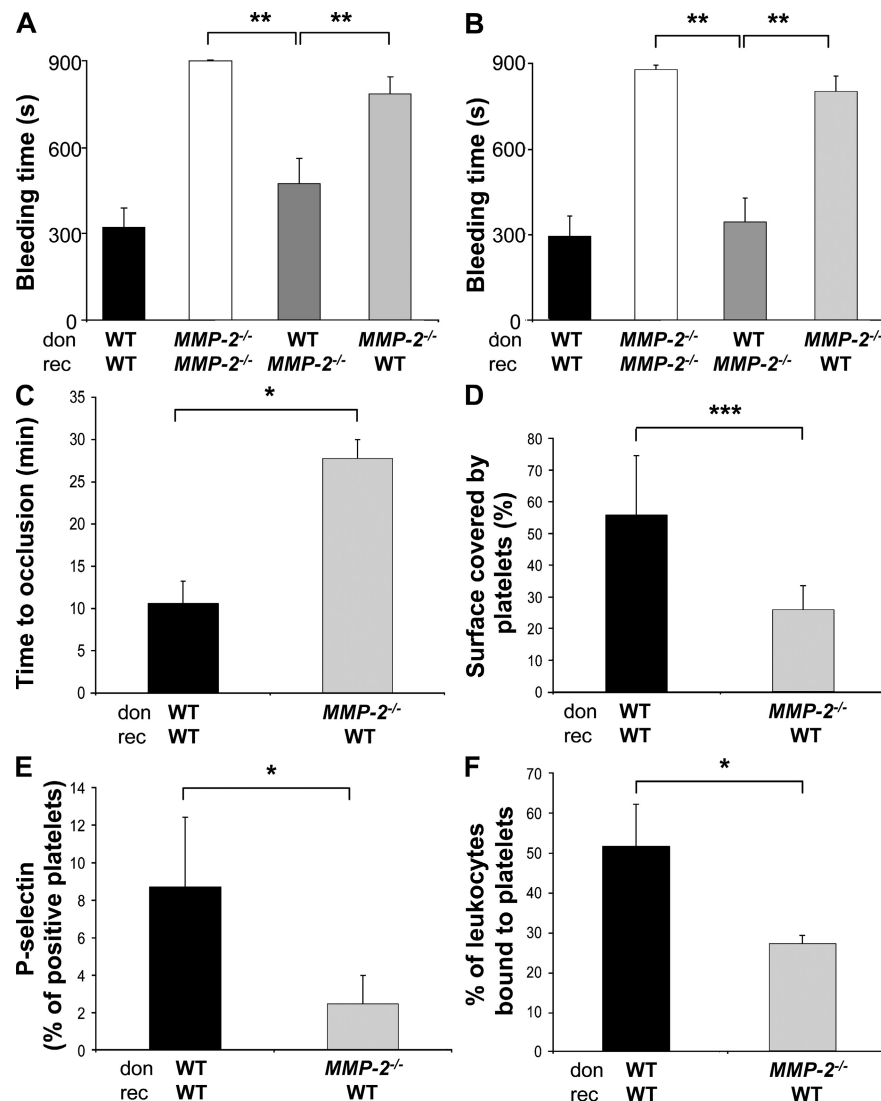 A
** **
Bleeding time (s)
900
600
300
0
don WT MMP-2-/- WT MMP-2-/-
rec WT MMP-2-/- MMP-2-/- WT
B
** **
Bleeding time (s)
900
600
300
0
don WT MMP-2-/- WT MMP-2-/-
rec WT MMP-2-/- MMP-2-/- WT
C
*
Time to occlusion (min)
35
30
25
20
15
10
5
0
don WT MMP-2-/-
rec WT WT
D
***
Surface covered by
platelets (%)
80
70
60
50
40
30
20
10
0
don WT MMP-2-/-
rec WT WT
E
*
P-selectin
(% of positive platelets)
14
12
10
8
6
4
2
0
don WT MMP-2-/-
rec WT WT
F
*
% of leukocytes
bound to platelets
70
60
50
40
30
20
10
0
don WT MMP-2-/-
rec WT WT